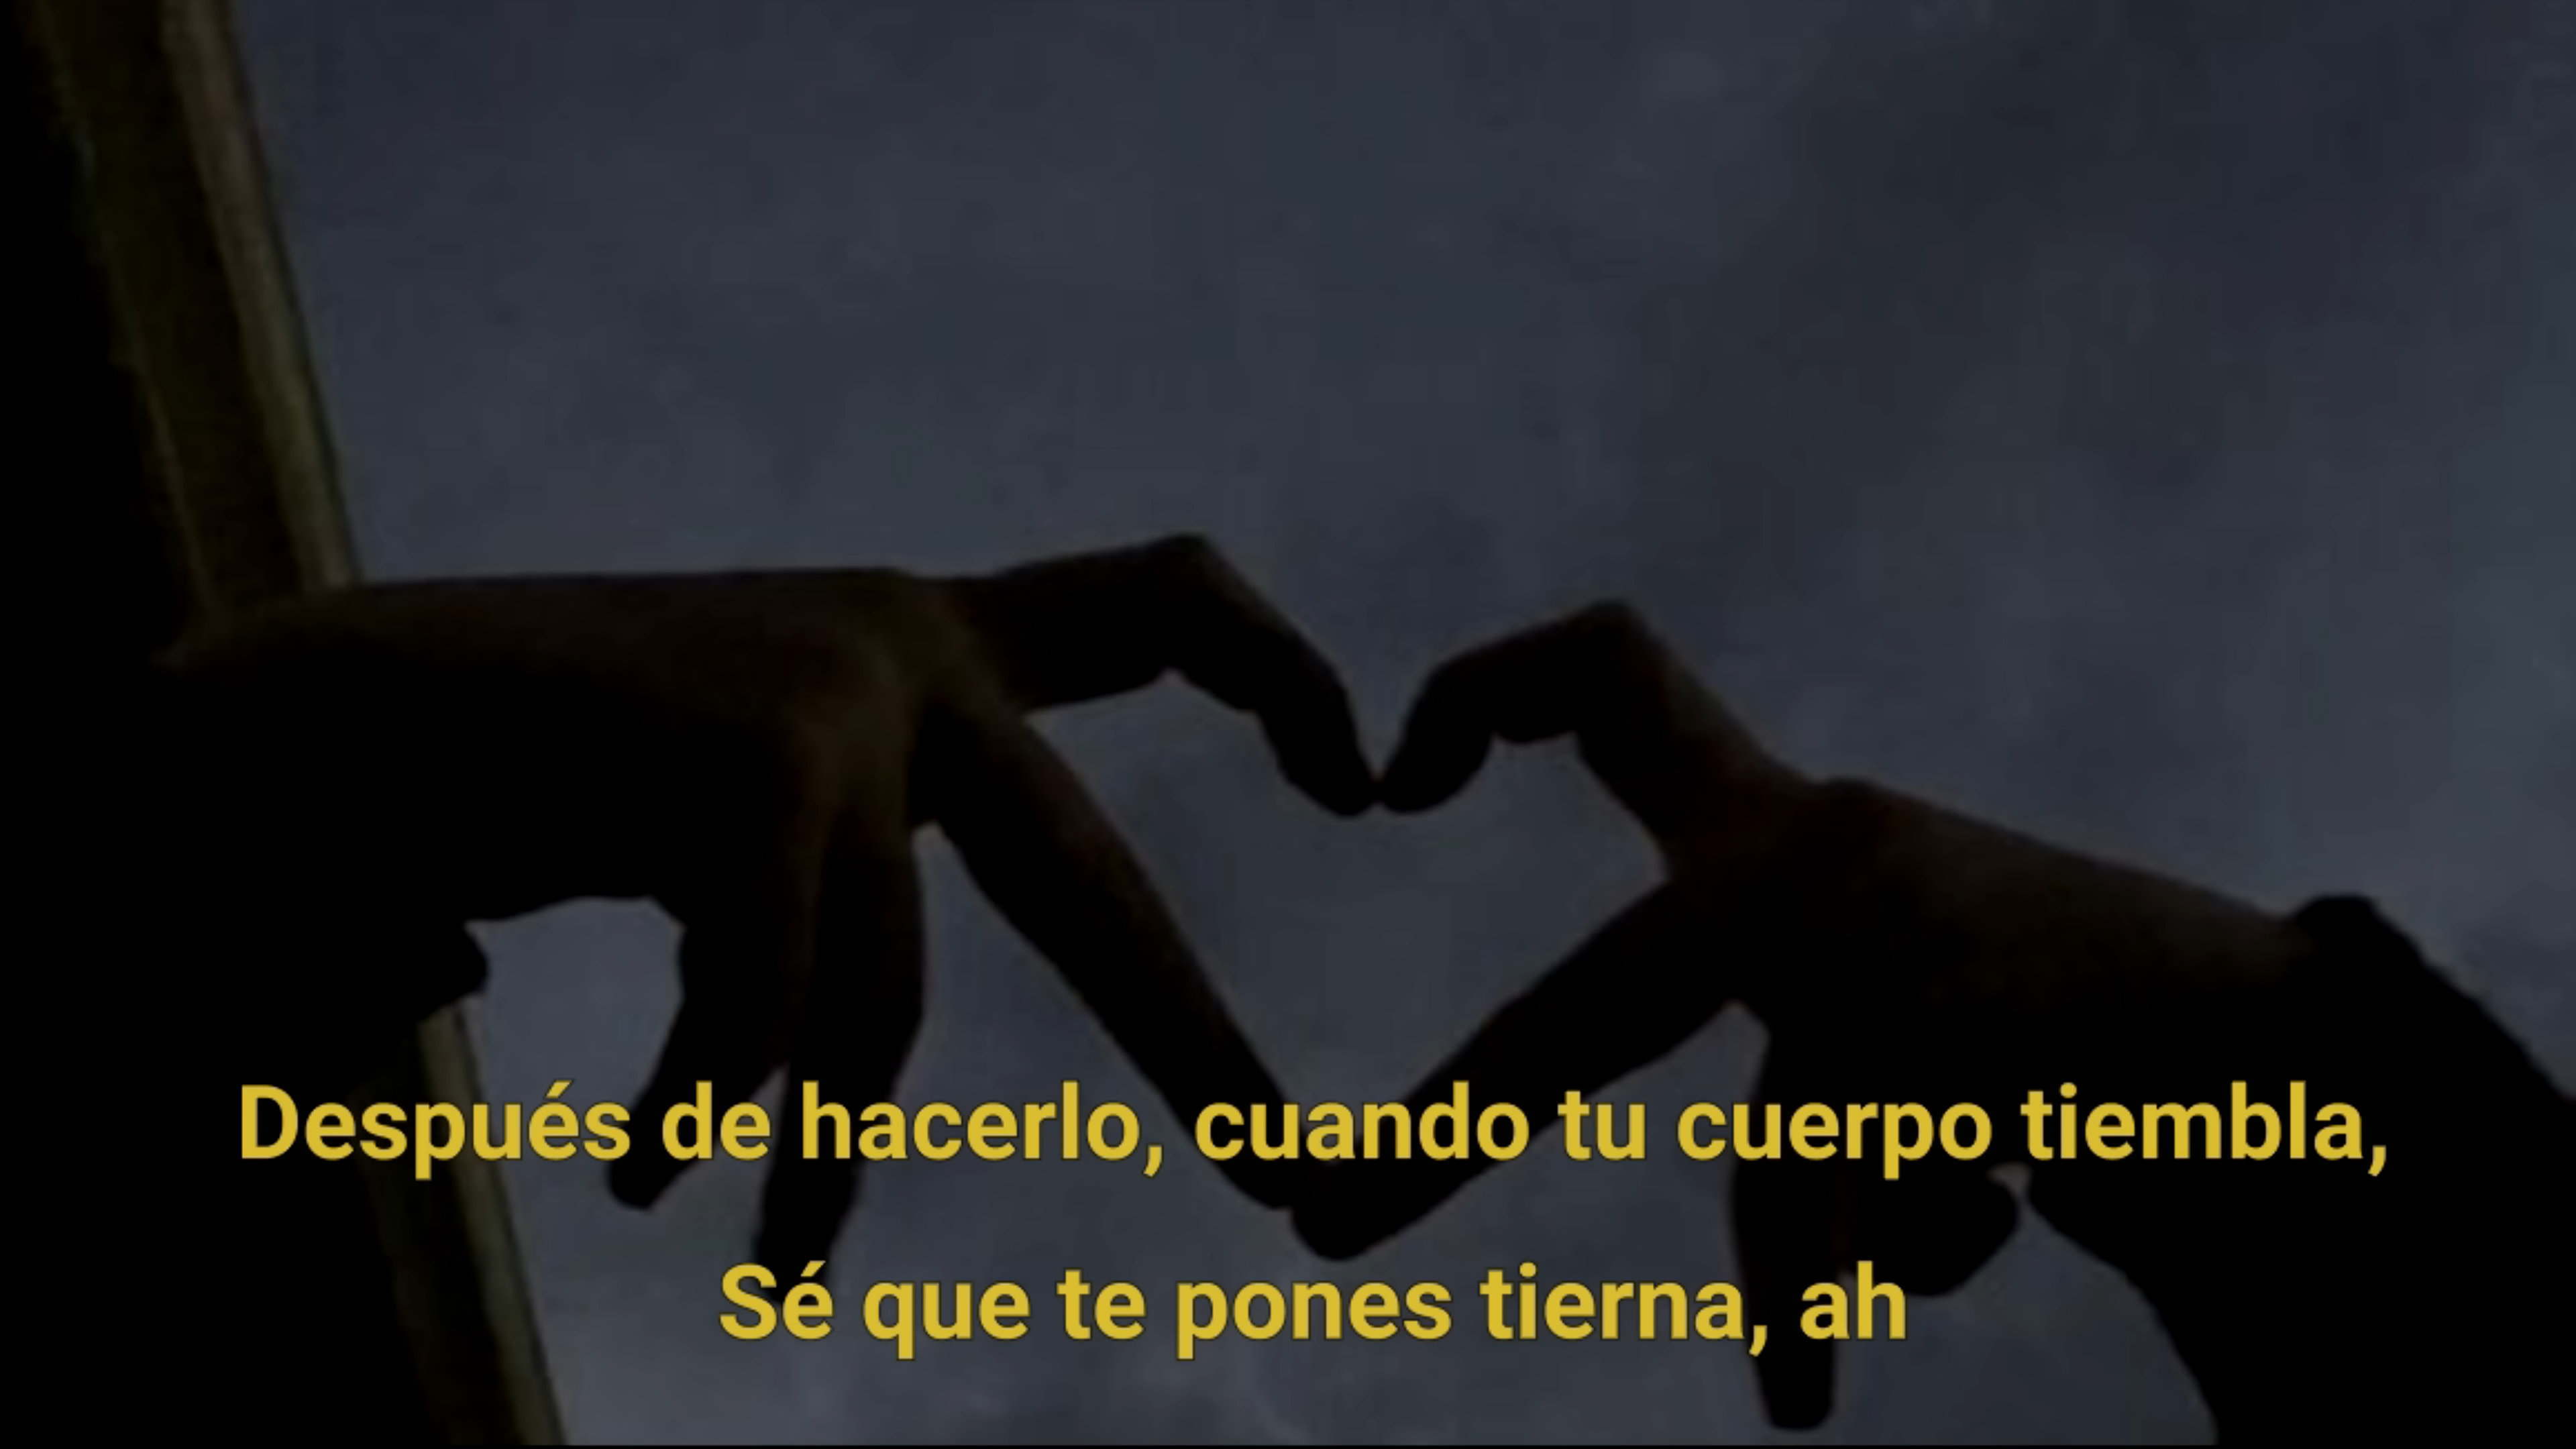 Después de hacerlo, cuando tu cuerpo tiembla,
Sé que te pones tierna, ah